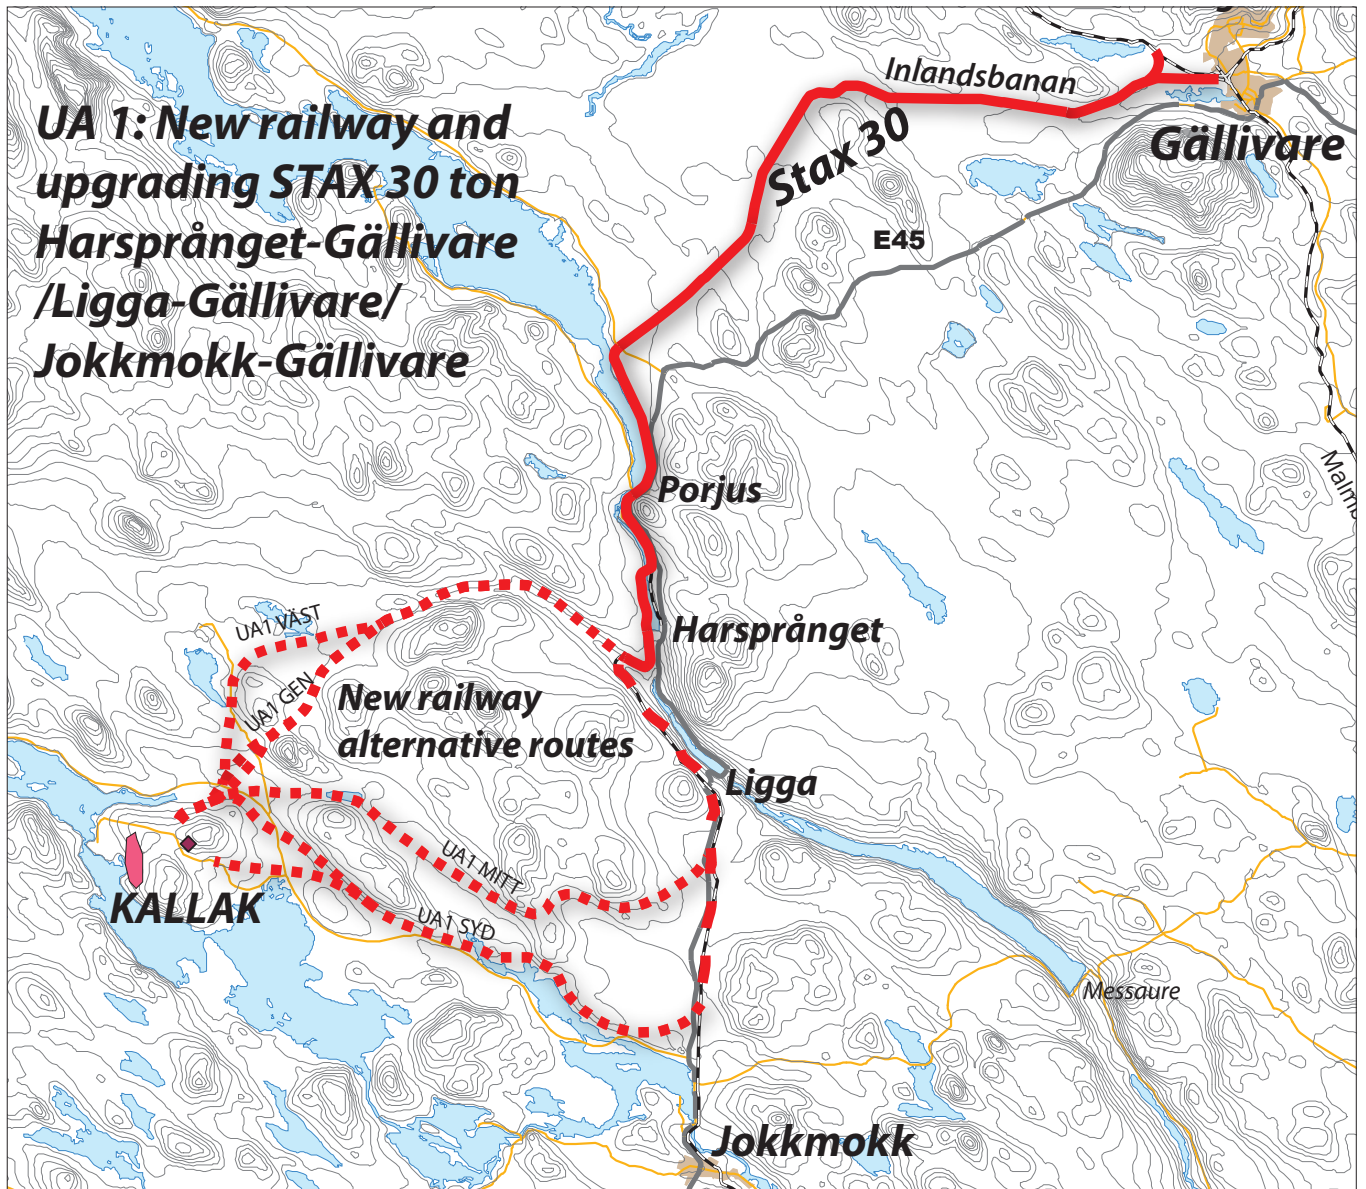 Inlandsbanan
UA 1: New railway and
upgrading STAX 30 ton
Harsprånget-Gällivare
/Ligga-Gällivare/
Jokkmokk-Gällivare
Stax 30
Gällivare
E45
Porjus
UA1 VÄST
Harsprånget
UA1 GEN
New railway
alternative routes
Ligga
UA1 MITT
KALLAK
UA1 SYD
Messaure
Jokkmokk